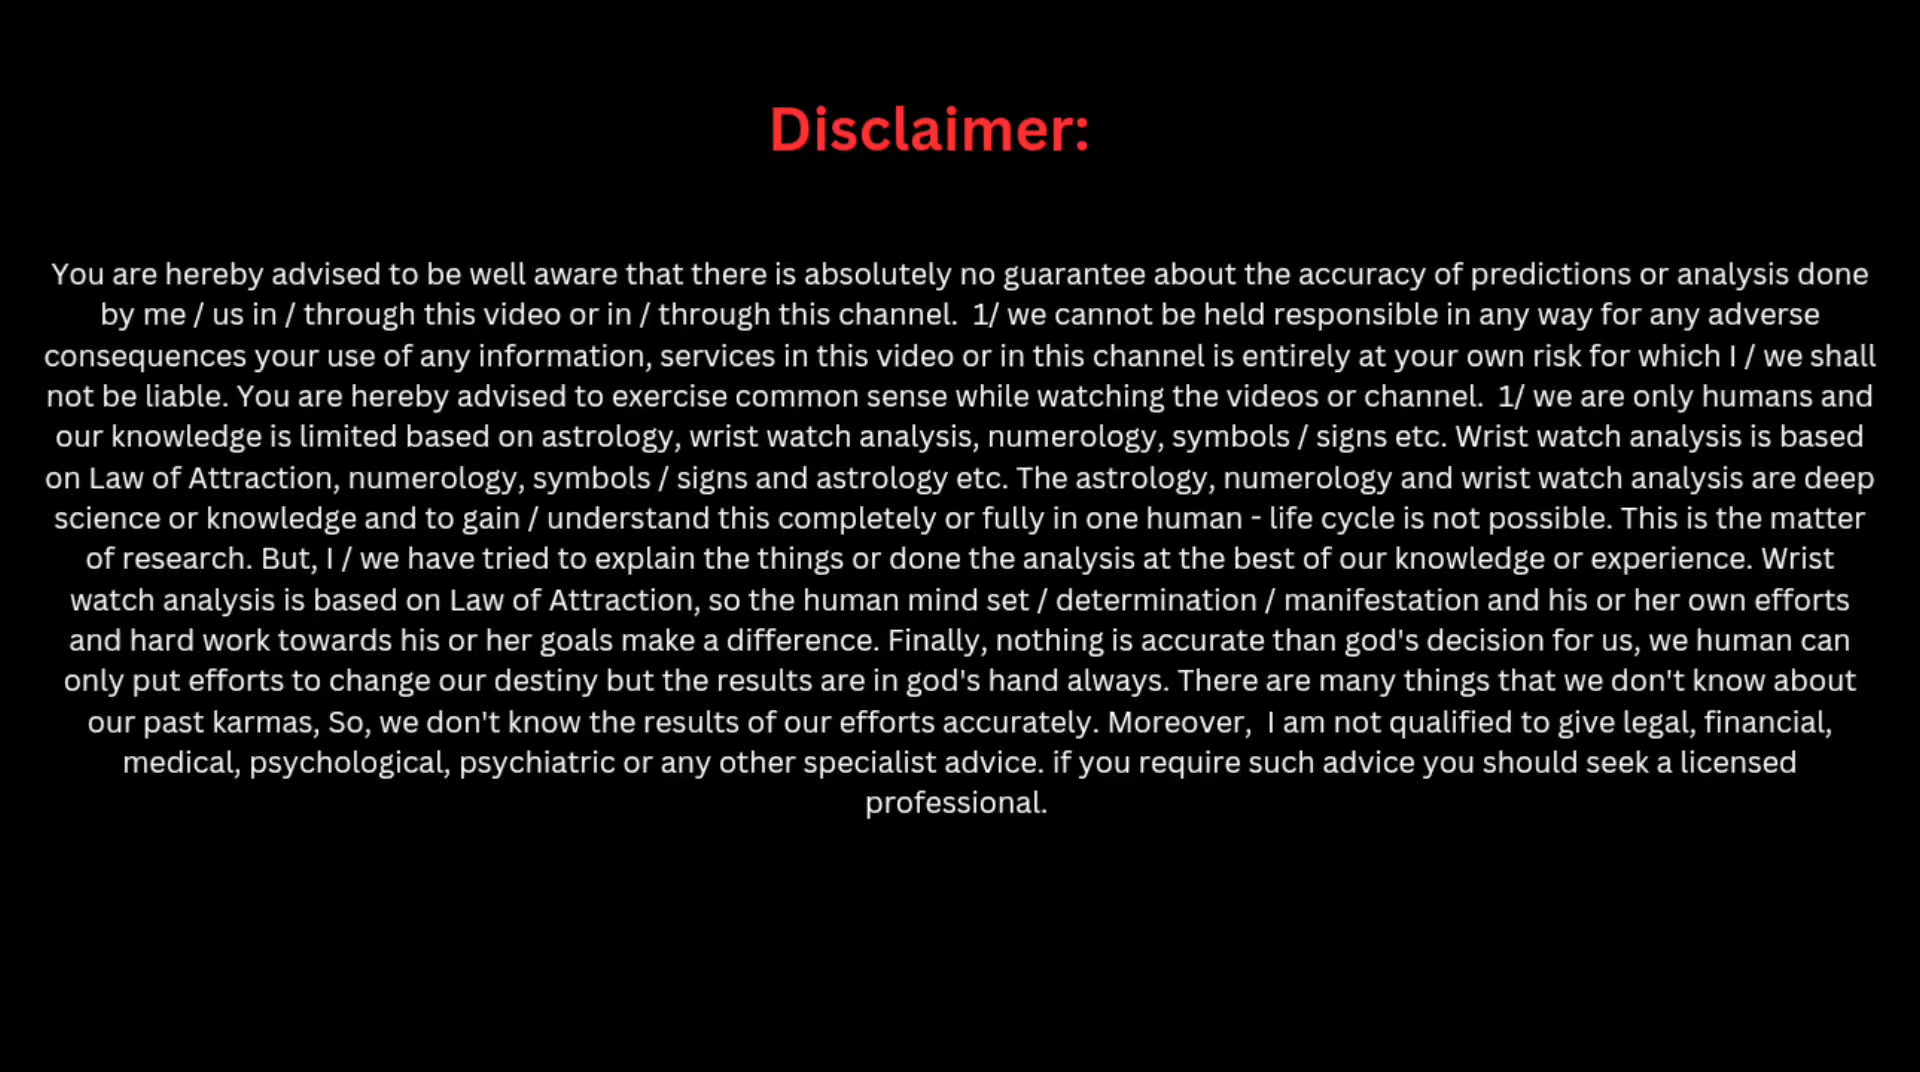 Disclaimer:
You are hereby advised to be well aware that there is absolutely no guarantee about the accuracy of predictions or analysis done
by me / us in / through this video or in / through this channel.  1/ we cannot be held responsible in any way for any adverse
consequences your use of any information, services in this video or in this channel is entirely at your own risk for which I / we shall
not be liable. You are hereby advised to exercise common sense while watching the videos or channel.  1/ we are only humans and
our knowledge is limited based on astrology, wrist watch analysis, numerology, symbols / signs etc. Wrist watch analysis is based
on Law of Attraction, numerology, symbols / signs and astrology etc. The astrology, numerology and wrist watch analysis are deep
science or knowledge and to gain / understand this completely or fully in one human - life cycle is not possible. This is the matter
of research. But, I / we have tried to explain the things or done the analysis at the best of our knowledge or experience. Wrist
watch analysis is based on Law of Attraction, so the human mind set / determination / manifestation and his or her own efforts
and hard work towards his or her goals make a difference. Finally, nothing is accurate than god's decision for us, we human can
only put efforts to change our destiny but the results are in god's hand always. There are many things that we don't know about
our past karmas, So, we don't know the results of our efforts accurately. Moreover,  I am not qualified to give legal, financial,
medical, psychological, psychiatric or any other specialist advice. if you require such advice you should seek a licensed
professional.